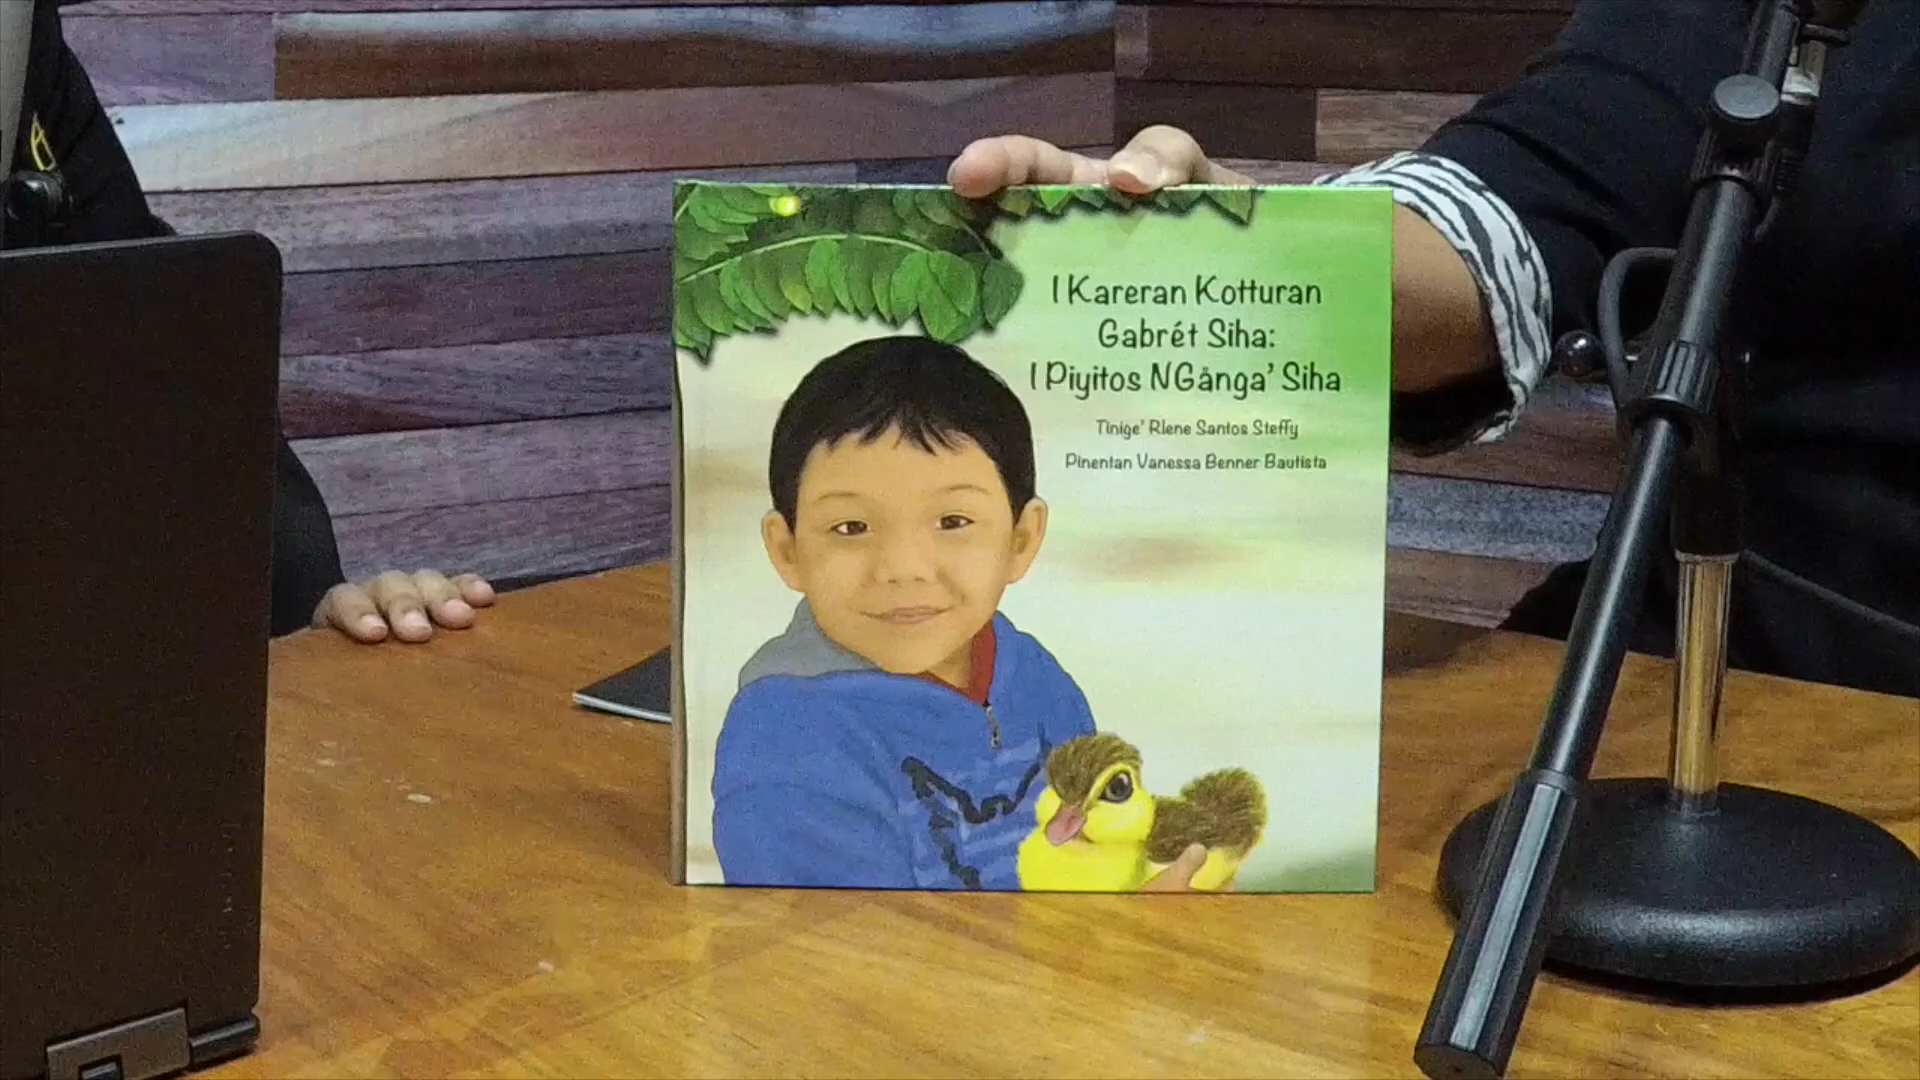 I Kareran Kotturan
Gabrét Siha:
I Piyitos NGånga' Siha
Tinige' Rlene Santos Steffy
Pinentan Vanessa Benner Bautista